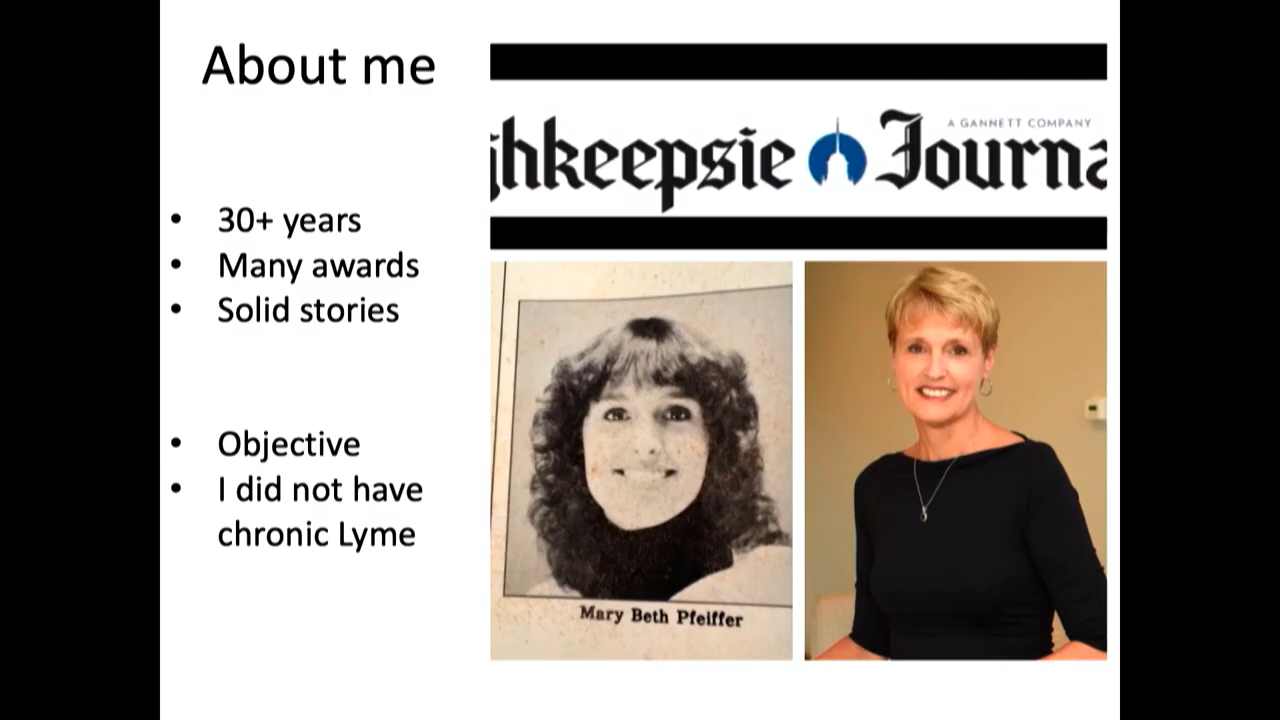 About me
A GANNETT COMPANY
ghkeepsie Journa
• 30+ years
• Many awards
• Solid stories
• Objective
• I did not have
chronic Lyme
Mary Beth Pfeiffer